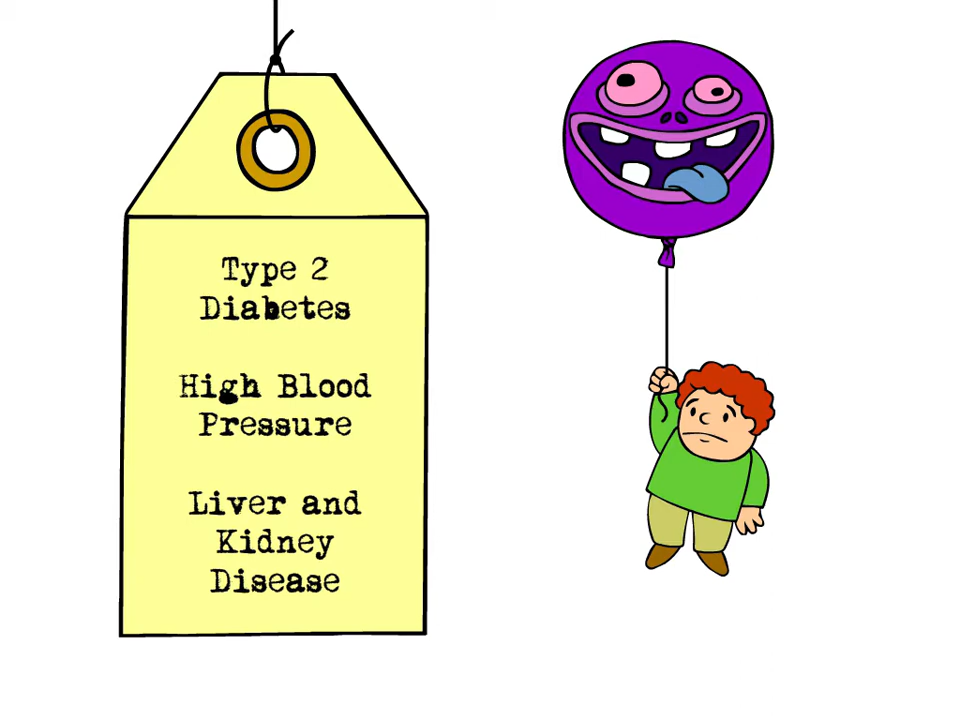 Type 2
Diabetes
High Blood
Pressure
Liver and
Kidney
Disease